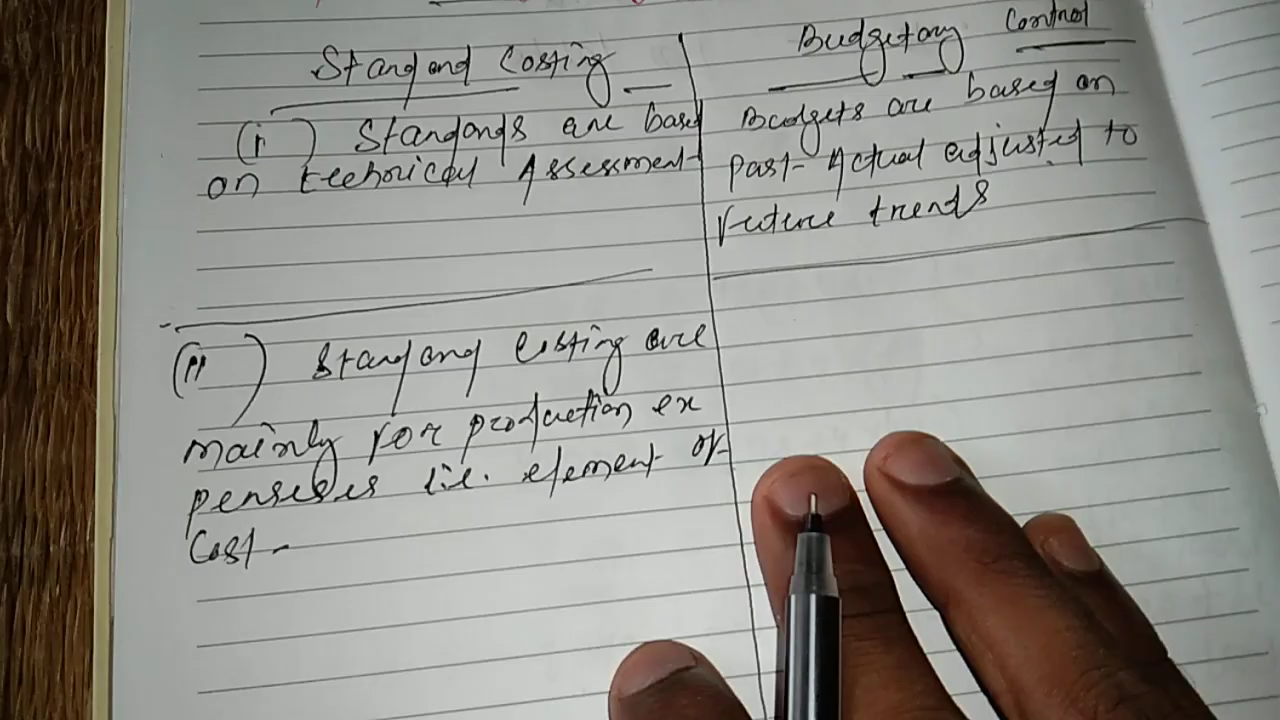 Standard Costing
Budgetary Control
(i) Standards are based
on technical Assessment
Budgets are based on
past Actual adjusted to
future trends
(ii) Standard costing are
mainly for production ex
penseses i.e. element of
Cost